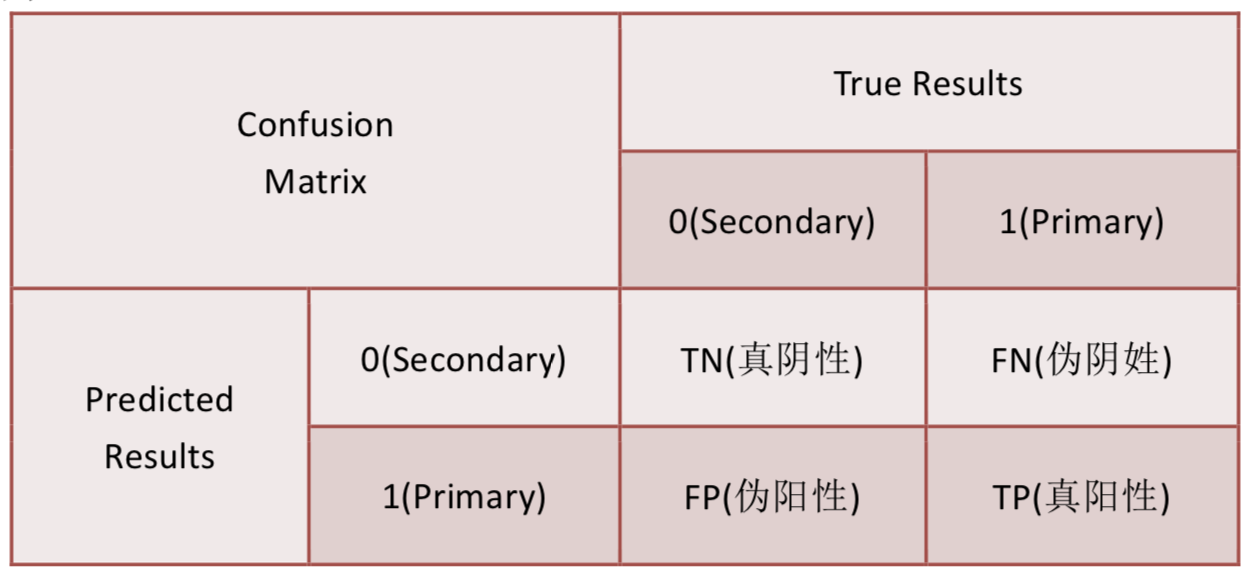 Confusion
Matrix
True Results
0(Secondary)
1(Primary)
Predicted
Results
0(Secondary)
TN(真阴性)
FN(伪阴姓)
1(Primary)
FP(伪阳性)
TP(真阳性)